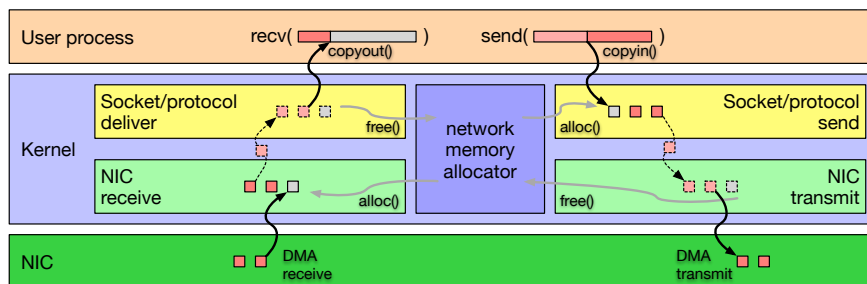 User process
recv( )
copyout()
send( )
copyin()
Kernel
Socket/protocol
deliver
free()
network
memory
allocator
alloc()
Socket/protocol
send
NIC
receive
alloc()
free()
NIC
transmit
NIC
DMA
receive
DMA
transmit